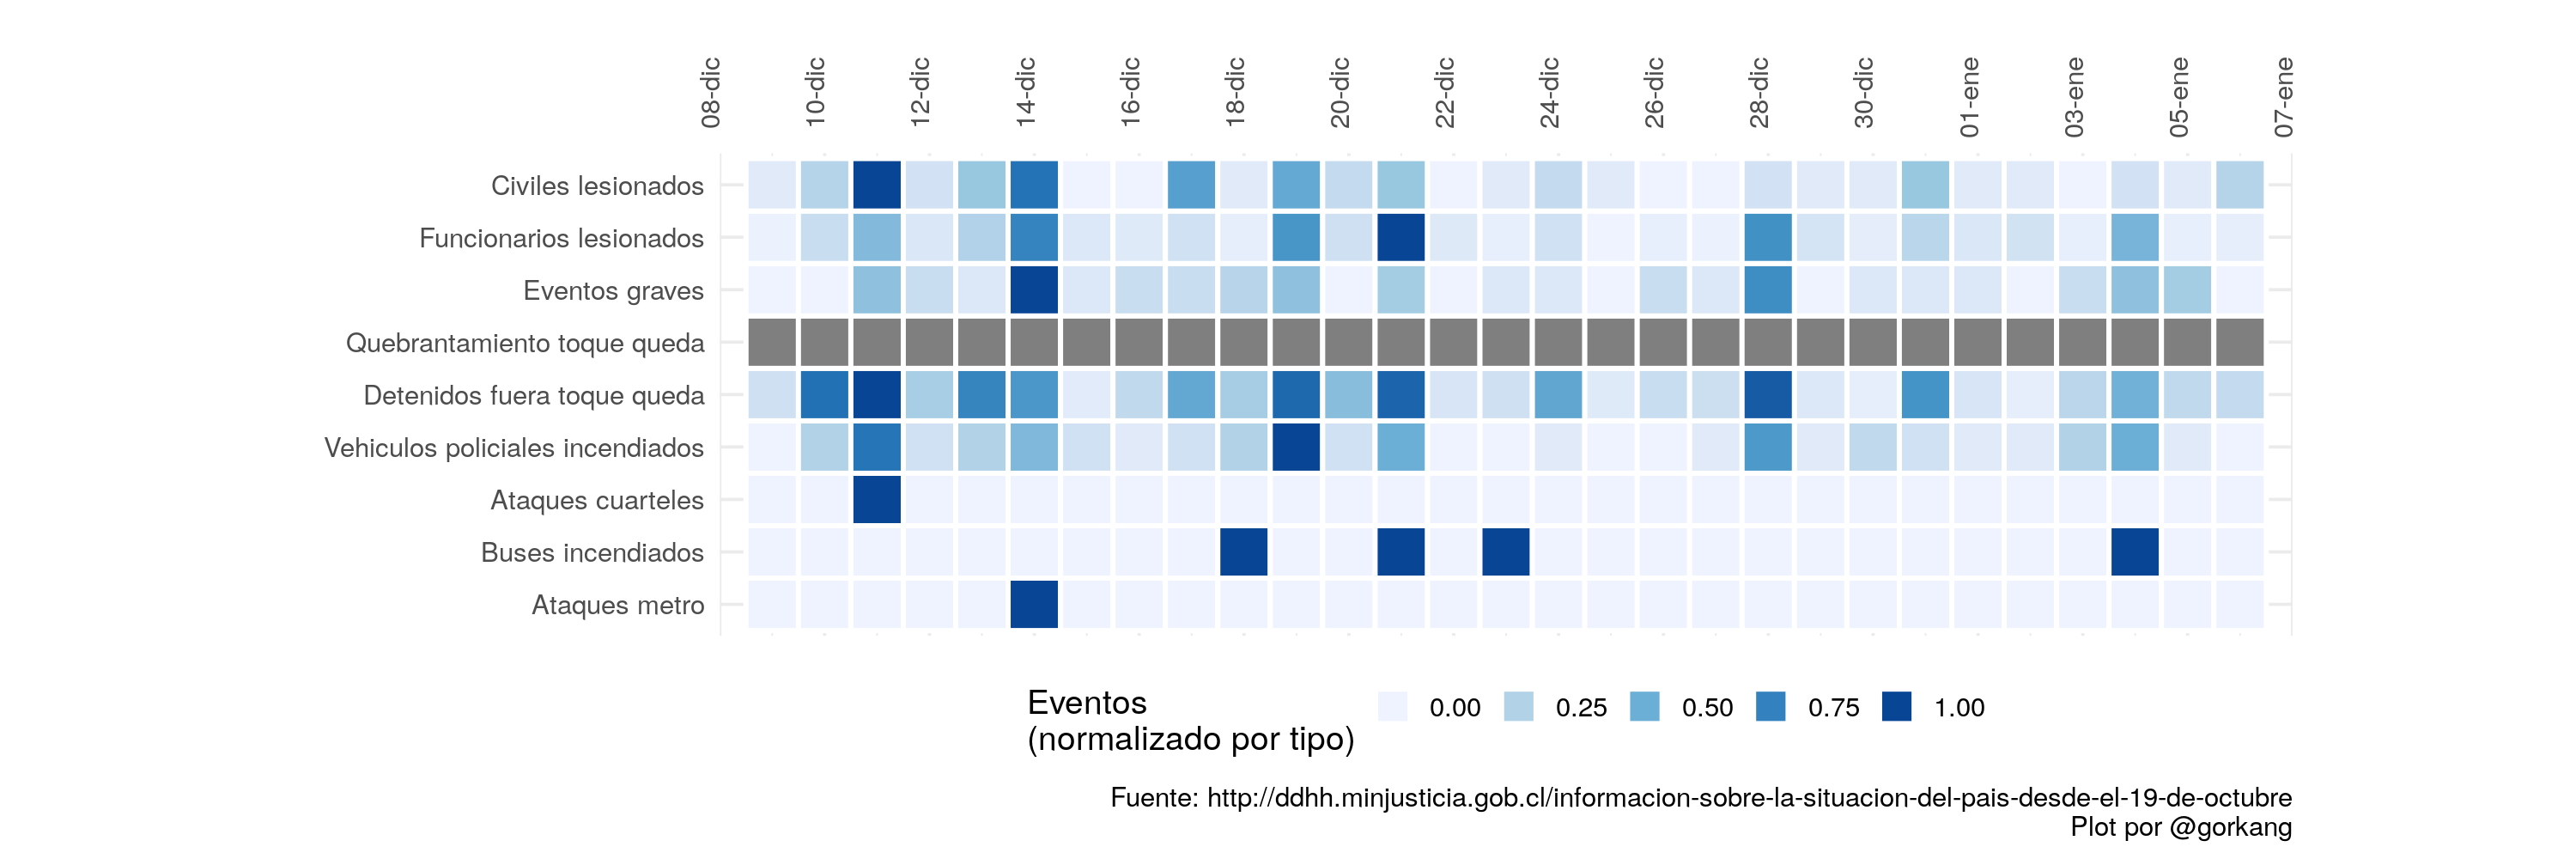 08-dic
10-dic
12-dic
14-dic
16-dic
18-dic
20-dic
22-dic
24-dic
26-dic
28-dic
30-dic
01-ene
03-ene
05-ene
07-ene
Civiles lesionados
Funcionarios lesionados
Eventos graves
Quebrantamiento toque queda
Detenidos fuera toque queda
Vehiculos policiales incendiados
Ataques cuarteles
Buses incendiados
Ataques metro
Eventos
(normalizado por tipo)
0.00
0.25
0.50
0.75
1.00
Fuente: http://ddhh.minjusticia.gob.cl/informacion-sobre-la-situacion-del-pais-desde-el-19-de-octubre
Plot por @gorkang